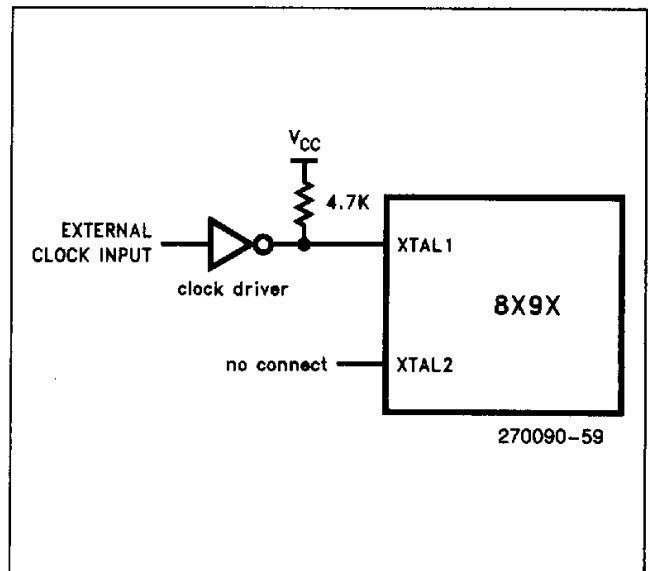 VCC
4.7K
EXTERNAL
CLOCK INPUT
clock driver
XTAL1
8X9X
no connect
XTAL2
270090-59